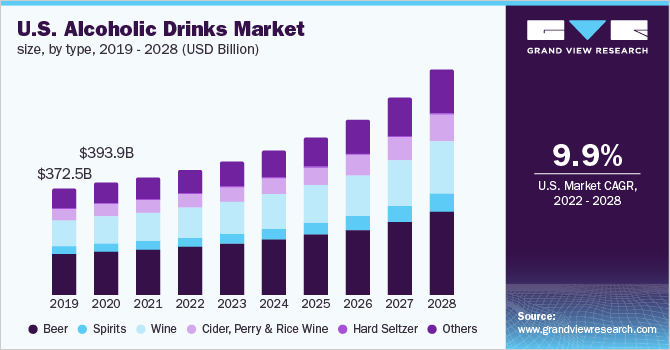 U.S. Alcoholic Drinks Market
size, by type, 2019 - 2028 (USD Billion)
GRAND VIEW RESEARCH
$393.9B
$372.5B
9.9%
U.S. Market CAGR,
2022 - 2028
2019 2020 2021 2022 2023 2024 2025 2026 2027 2028
Beer Spirits Wine Cider, Perry & Rice Wine Hard Seltzer Others
Source:
www.grandviewresearch.com